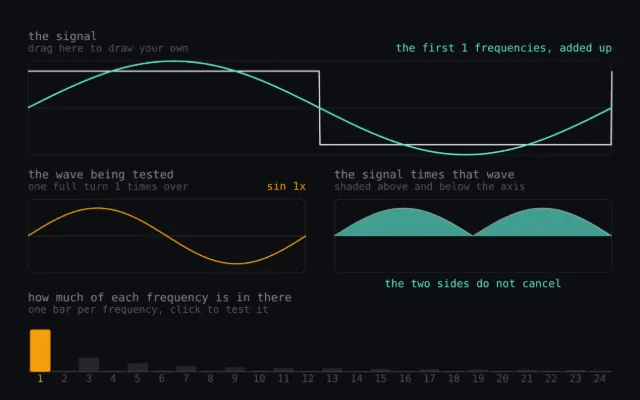 the signal
drag here to draw your own
the first 1 frequencies, added up
the wave being tested
one full turn 1 times over
sin 1x
the signal times that wave
shaded above and below the axis
the two sides do not cancel
how much of each frequency is in there
one bar per frequency, click to test it
1 2 3 4 5 6 7 8 9 10 11 12 13 14 15 16 17 18 19 20 21 22 23 24